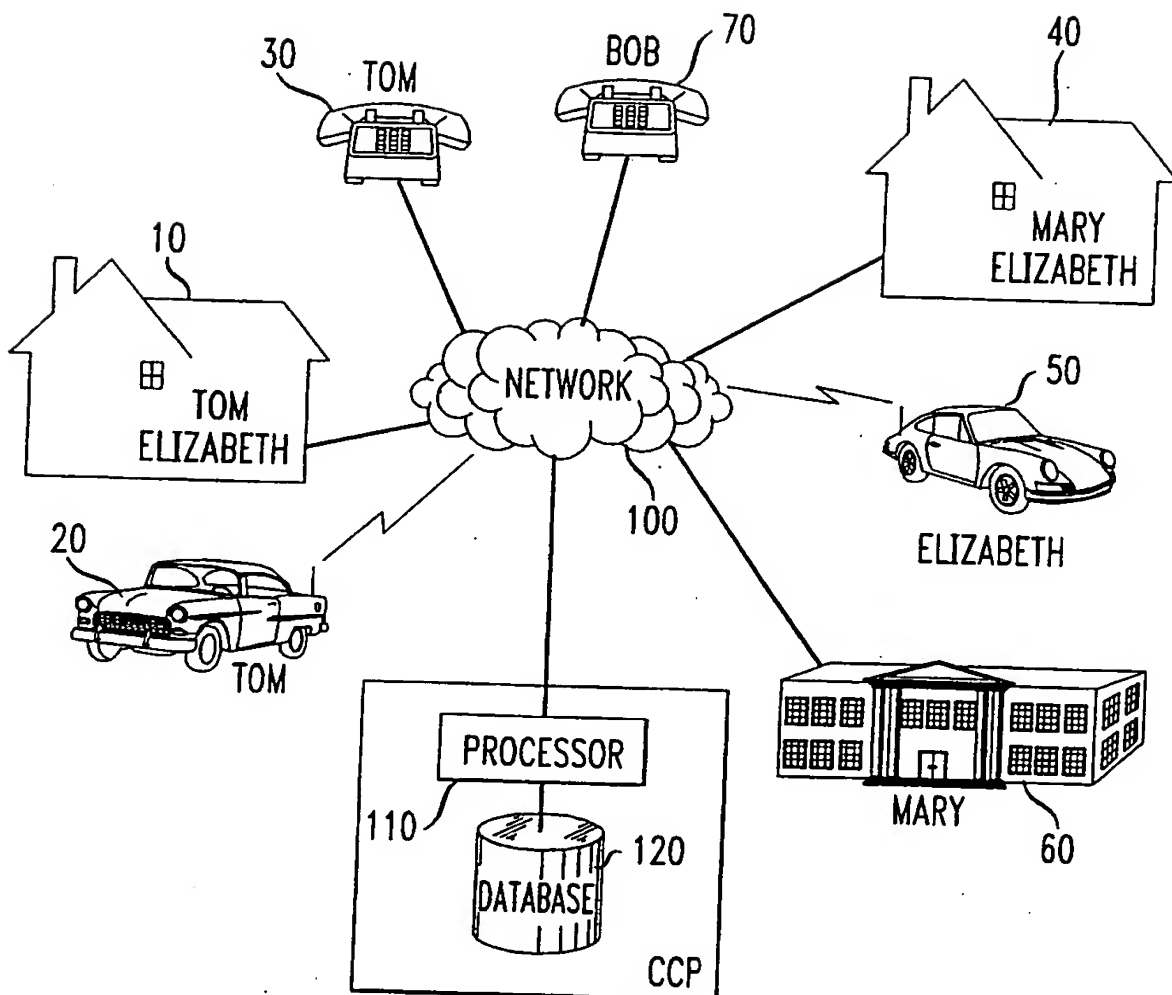 30
TOM
BOB
70
40
MARY
ELIZABETH
10
TOM
ELIZABETH
NETWORK
50
ELIZABETH
100
20
TOM
PROCESSOR
110
120
DATABASE
CCP
MARY
60